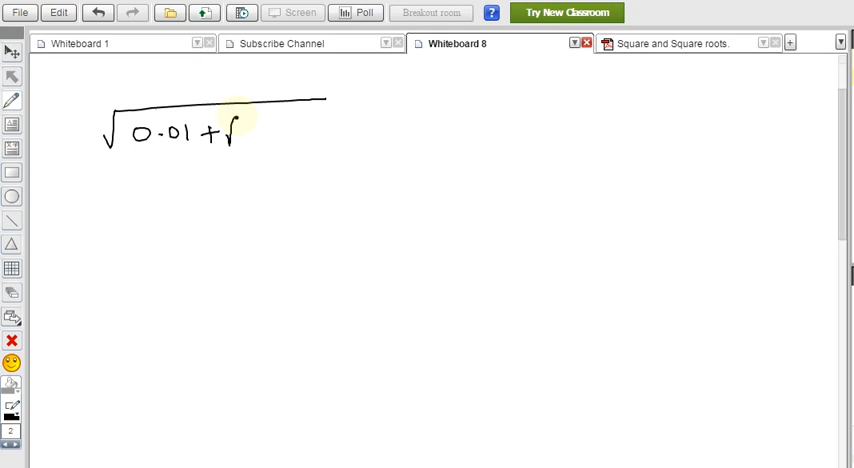 File Edit Screen Poll Breakout room ? Try New Classroom
Whiteboard 1 Subscribe Channel Whiteboard 8 Square and Square roots.
√ 0.01 + √
2